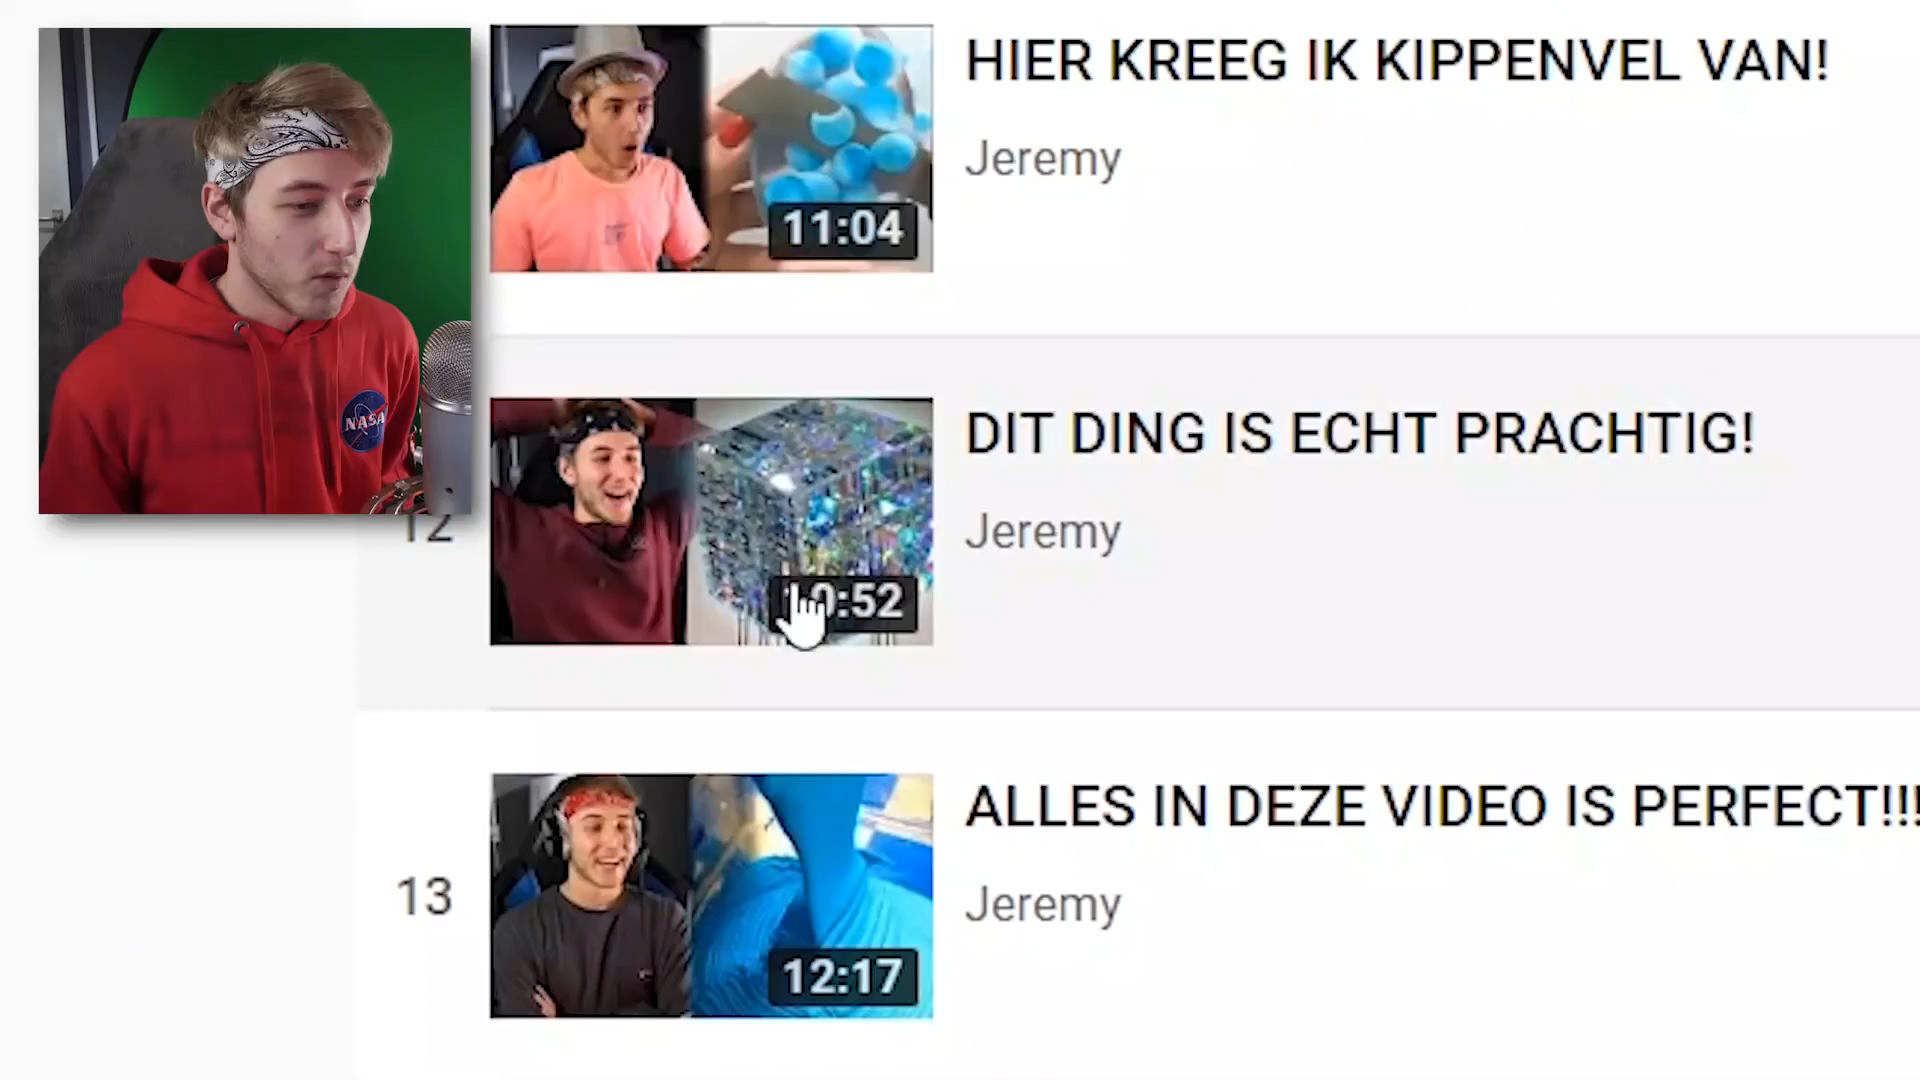 HIER KREEG IK KIPPENVEL VAN!
Jeremy
11:04
NASA
12
DIT DING IS ECHT PRACHTIG!
Jeremy
:52
13
ALLES IN DEZE VIDEO IS PERFECT!!!
Jeremy
12:17